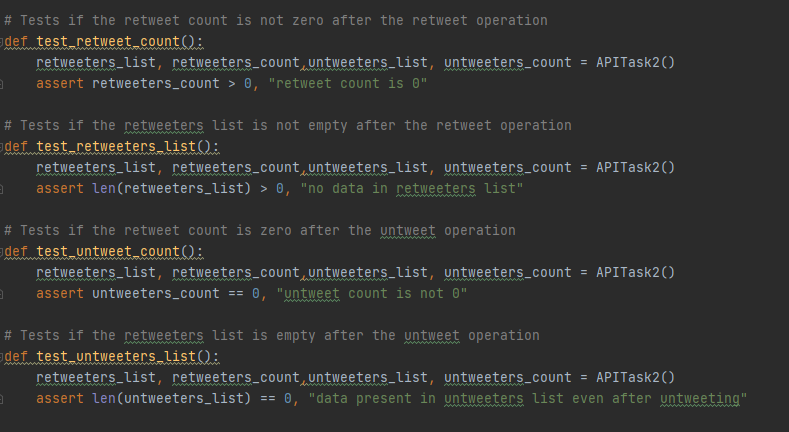 # Tests if the retweet count is not zero after the retweet operation
def test_retweet_count():
    retweeters_list, retweeters_count,untweeters_list, untweeters_count = APITask2()
    assert retweeters_count > 0, "retweet count is 0"
# Tests if the retweeters list is not empty after the retweet operation
def test_retweeters_list():
    retweeters_list, retweeters_count,untweeters_list, untweeters_count = APITask2()
    assert len(retweeters_list) > 0, "no data in retweeters list"
# Tests if the retweet count is zero after the untweet operation
def test_untweet_count():
    retweeters_list, retweeters_count,untweeters_list, untweeters_count = APITask2()
    assert untweeters_count == 0, "untweet count is not 0"
# Tests if the retweeters list is empty after the untweet operation
def test_untweeters_list():
    retweeters_list, retweeters_count,untweeters_list, untweeters_count = APITask2()
    assert len(untweeters_list) == 0, "data present in untweeters list even after untweeting"